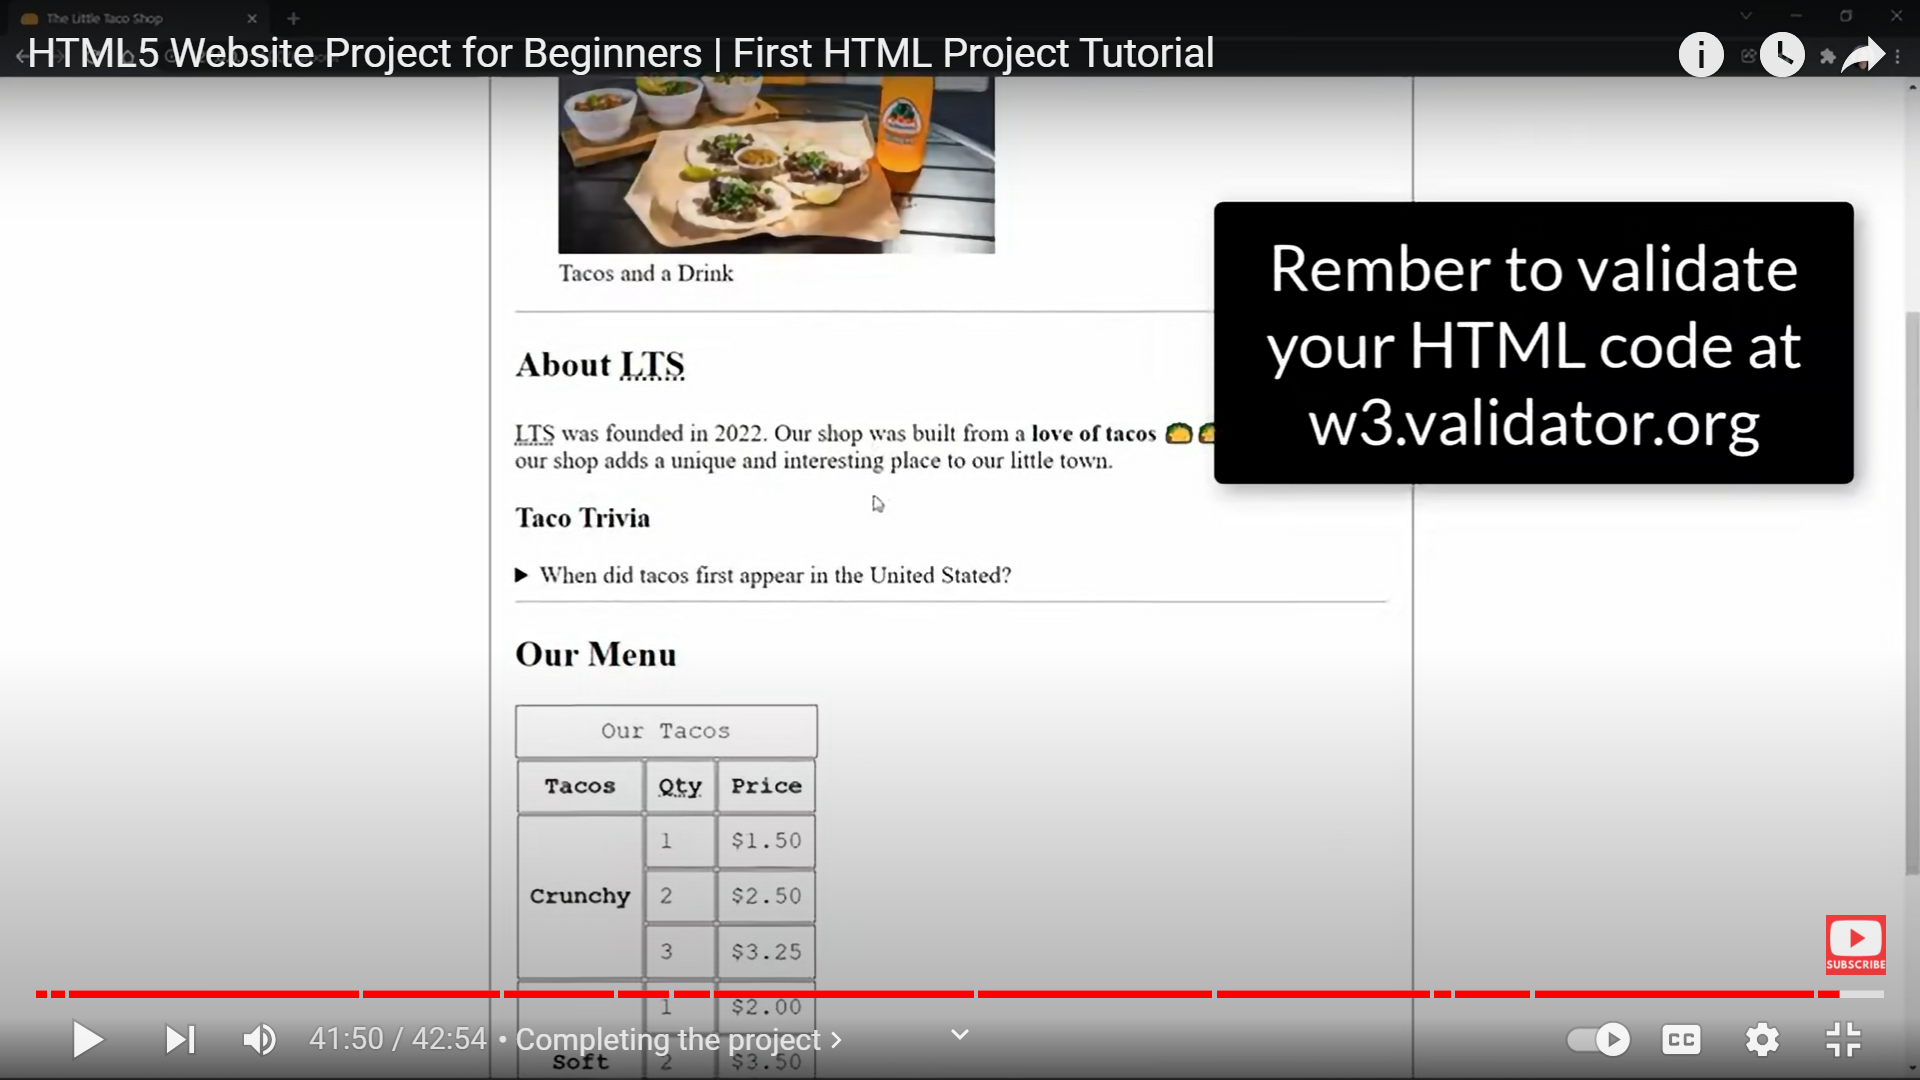 The Little Taco Shop
HTML5 Website Project for Beginners | First HTML Project Tutorial
Tacos and a Drink
Rember to validate
your HTML code at
w3.validator.org
About LTS
LTS was founded in 2022. Our shop was built from a love of tacos
our shop adds a unique and interesting place to our little town.
Taco Trivia
When did tacos first appear in the United Stated?
Our Menu
Our Tacos
Tacos Qty Price
1 $1.50
Crunchy 2 $2.50
3 $3.25
1 $2.00
Soft 2 $3.50
SUBSCRIBE
41:50 / 42:54 • Completing the project
CC